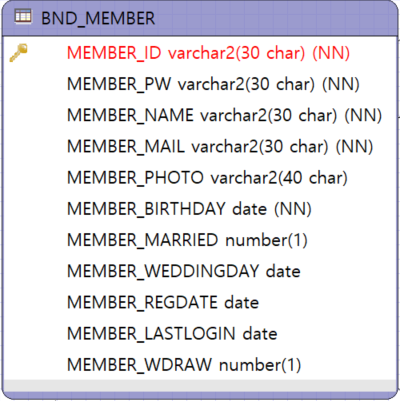 BND_MEMBER
MEMBER_ID varchar2(30 char) (NN)
MEMBER_PW varchar2(30 char) (NN)
MEMBER_NAME varchar2(30 char) (NN)
MEMBER_MAIL varchar2(30 char) (NN)
MEMBER_PHOTO varchar2(40 char)
MEMBER_BIRTHDAY date (NN)
MEMBER_MARRIED number(1)
MEMBER_WEDDINGDAY date
MEMBER_REGDATE date
MEMBER_LASTLOGIN date
MEMBER_WDRAW number(1)